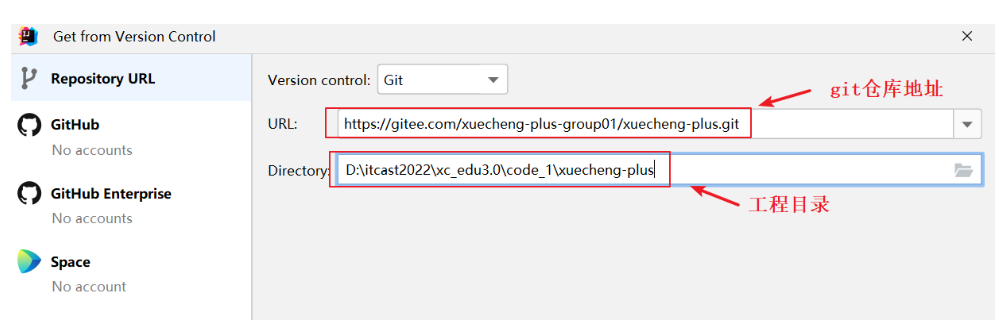 Get from Version Control
Repository URL
Version control: Git
git仓库地址
GitHub
No accounts
URL: https://gitee.com/xuecheng-plus-group01/xuecheng-plus.git
Directory: D:\itcast2022\xc_edu3.0\code_1\xuecheng-plus
GitHub Enterprise
No accounts
工程目录
Space
No account